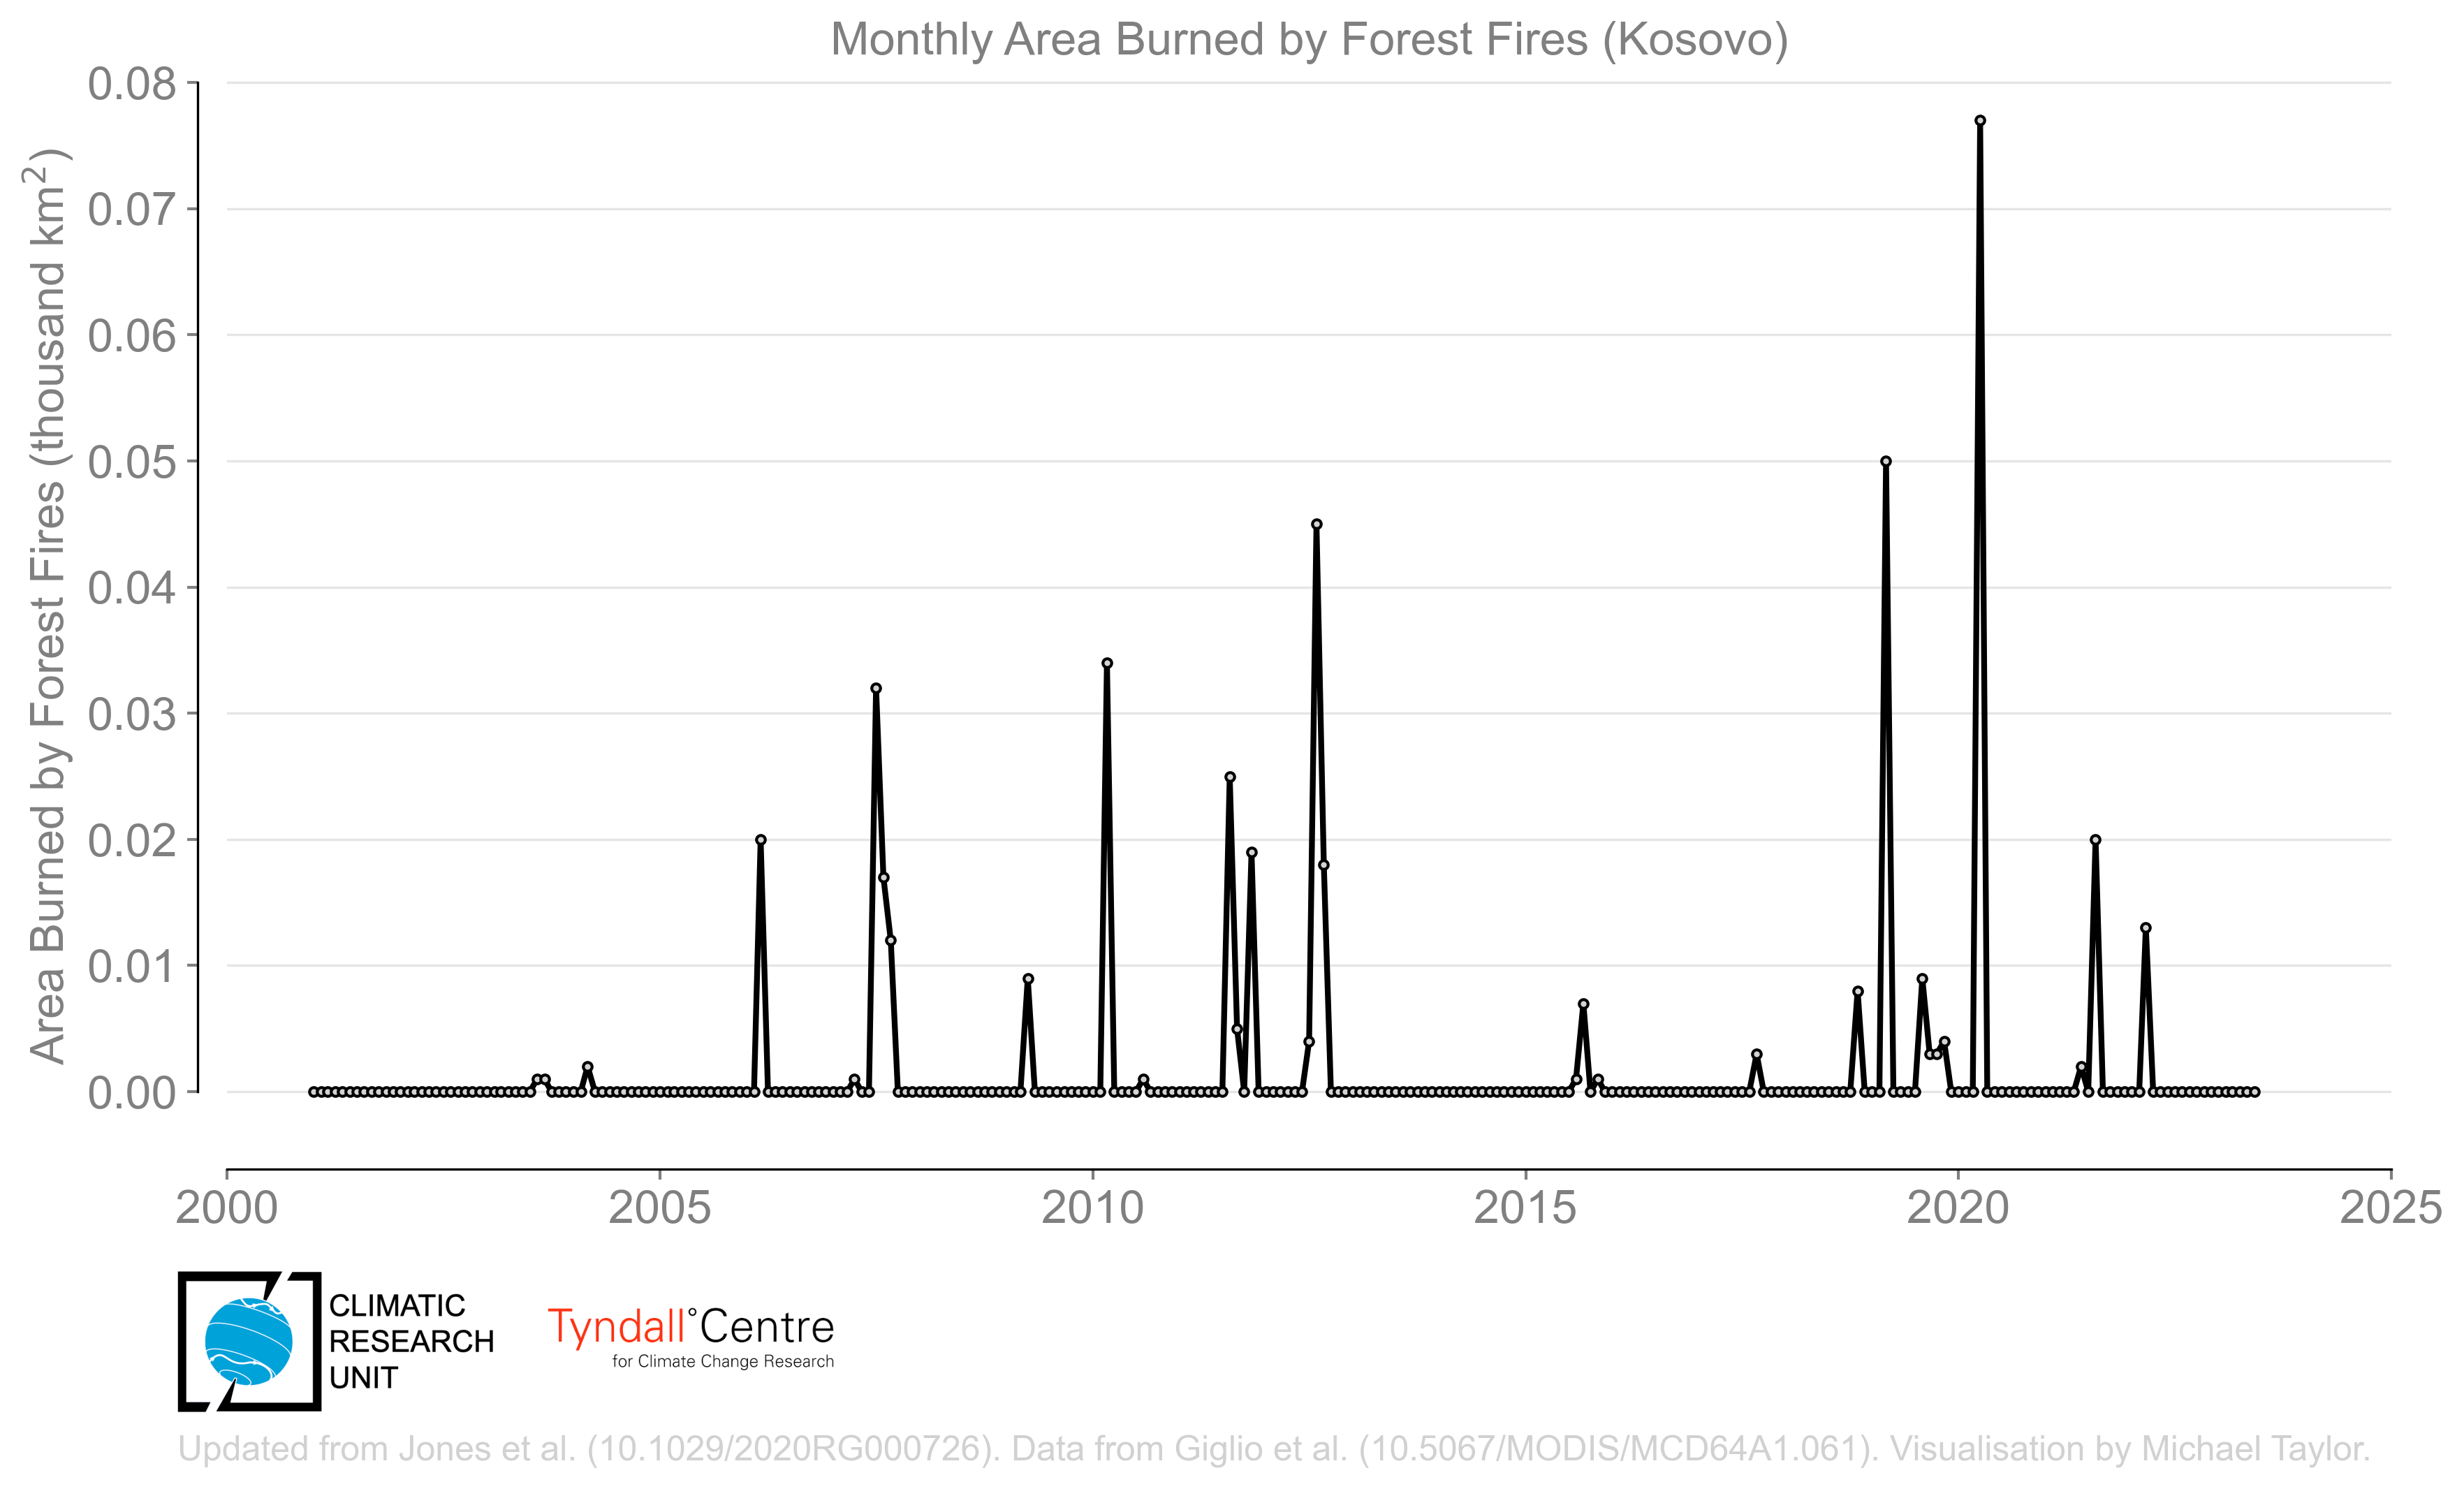 Monthly Area Burned by Forest Fires (Kosovo)
Area Burned by Forest Fires (thousand km²)
0.08
0.07
0.06
0.05
0.04
0.03
0.02
0.01
0.00
2000 2005 2010 2015 2020 2025
CLIMATIC
RESEARCH
UNIT
Tyndall°Centre
for Climate Change Research
Updated from Jones et al. (10.1029/2020RG000726). Data from Giglio et al. (10.5067/MODIS/MCD64A1.061). Visualisation by Michael Taylor.